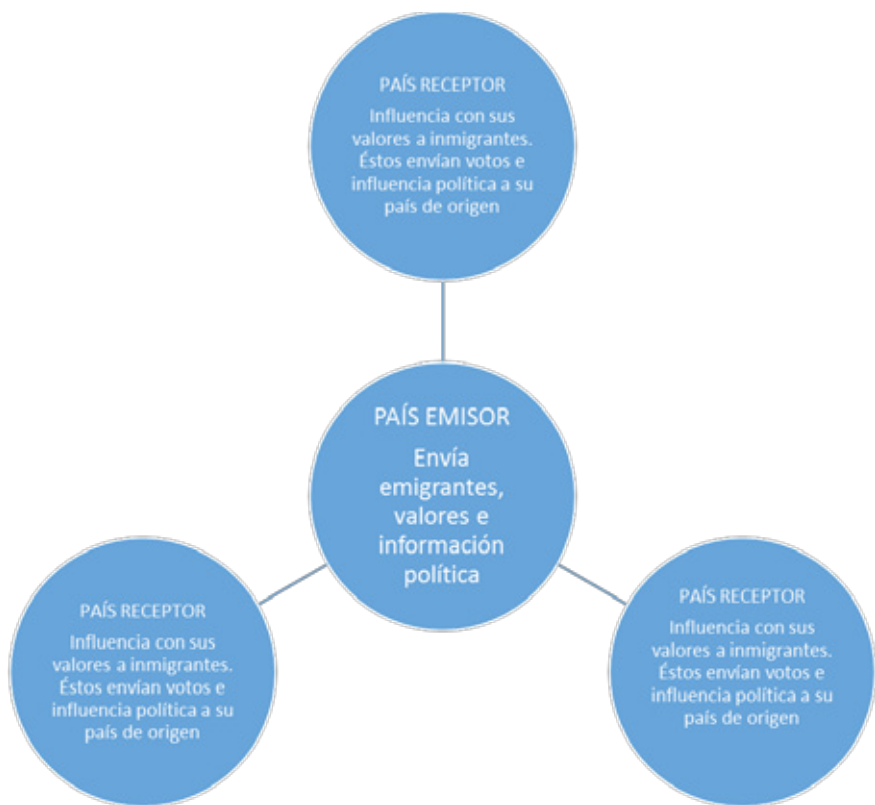 PAÍS RECEPTOR
Influencia con sus
valores a inmigrantes.
Éstos envían votos e
influencia política a su
país de origen
PAÍS EMISOR
Envía
emigrantes,
valores e
información
política
PAÍS RECEPTOR
Influencia con sus
valores a inmigrantes.
Éstos envían votos e
influencia política a su
país de origen
PAÍS RECEPTOR
Influencia con sus
valores a inmigrantes.
Éstos envían votos e
influencia política a su
país de origen